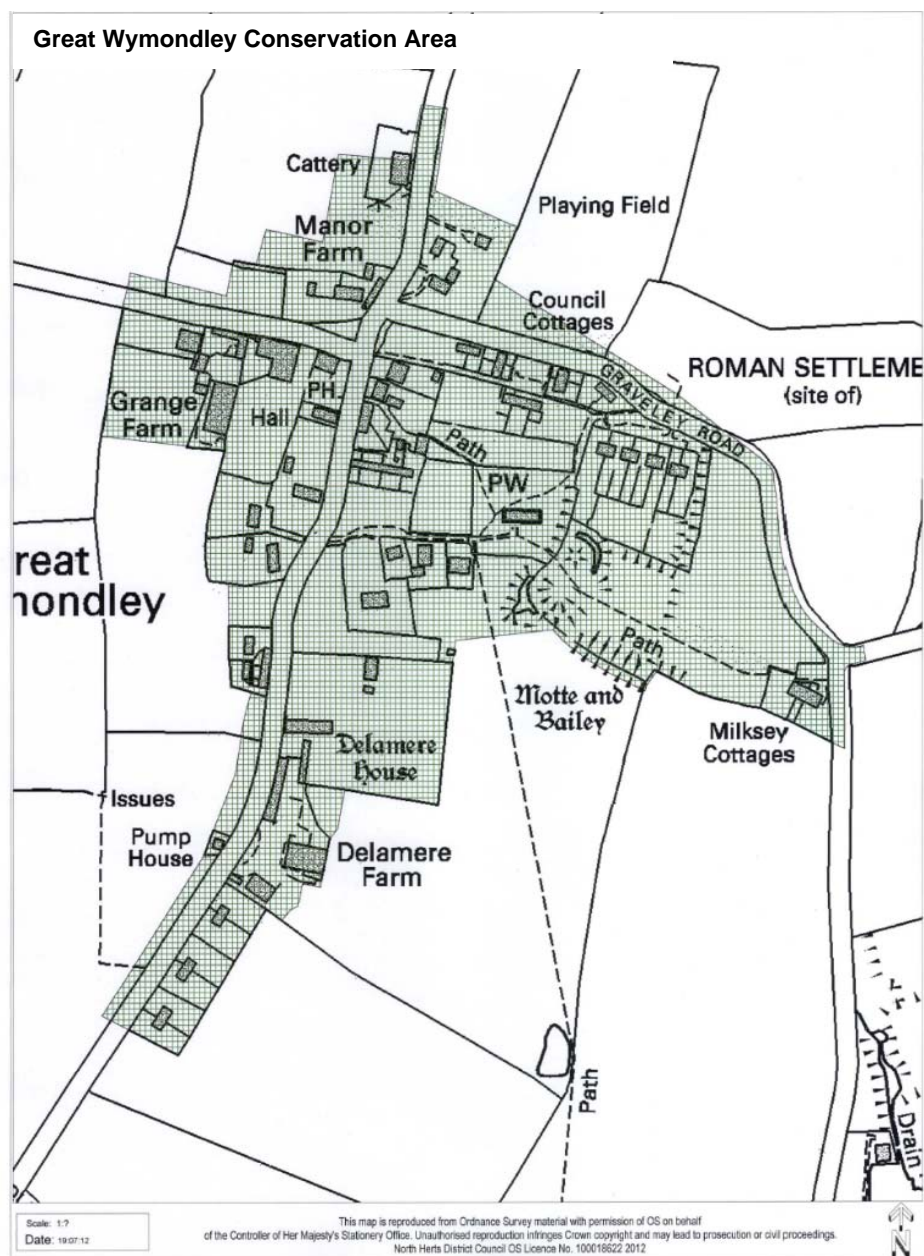 Great Wymondley Conservation Area
Cattery
Playing Field
Manor
Farm
Council
Cottages
ROMAN SETTLEME
(site of)
GRAVELEY ROAD
PH
Grange
Farm
Hall
Path
PW
reat
mondley
Path
Motte and
Bailey
Milksey
Cottages
Delamere
House
Issues
Pump
House
Delamere
Farm
Path
Drain
Scale: 1:?
Date: 19:07:12
This map is reproduced from Ordnance Survey material with permission of OS on behalf
of the Controller of Her Majesty's Stationery Office. Unauthorised reproduction infringes Crown copyright and may lead to prosecution or civil proceedings.
North Herts District Council OS Licence No. 100018622 2012
N